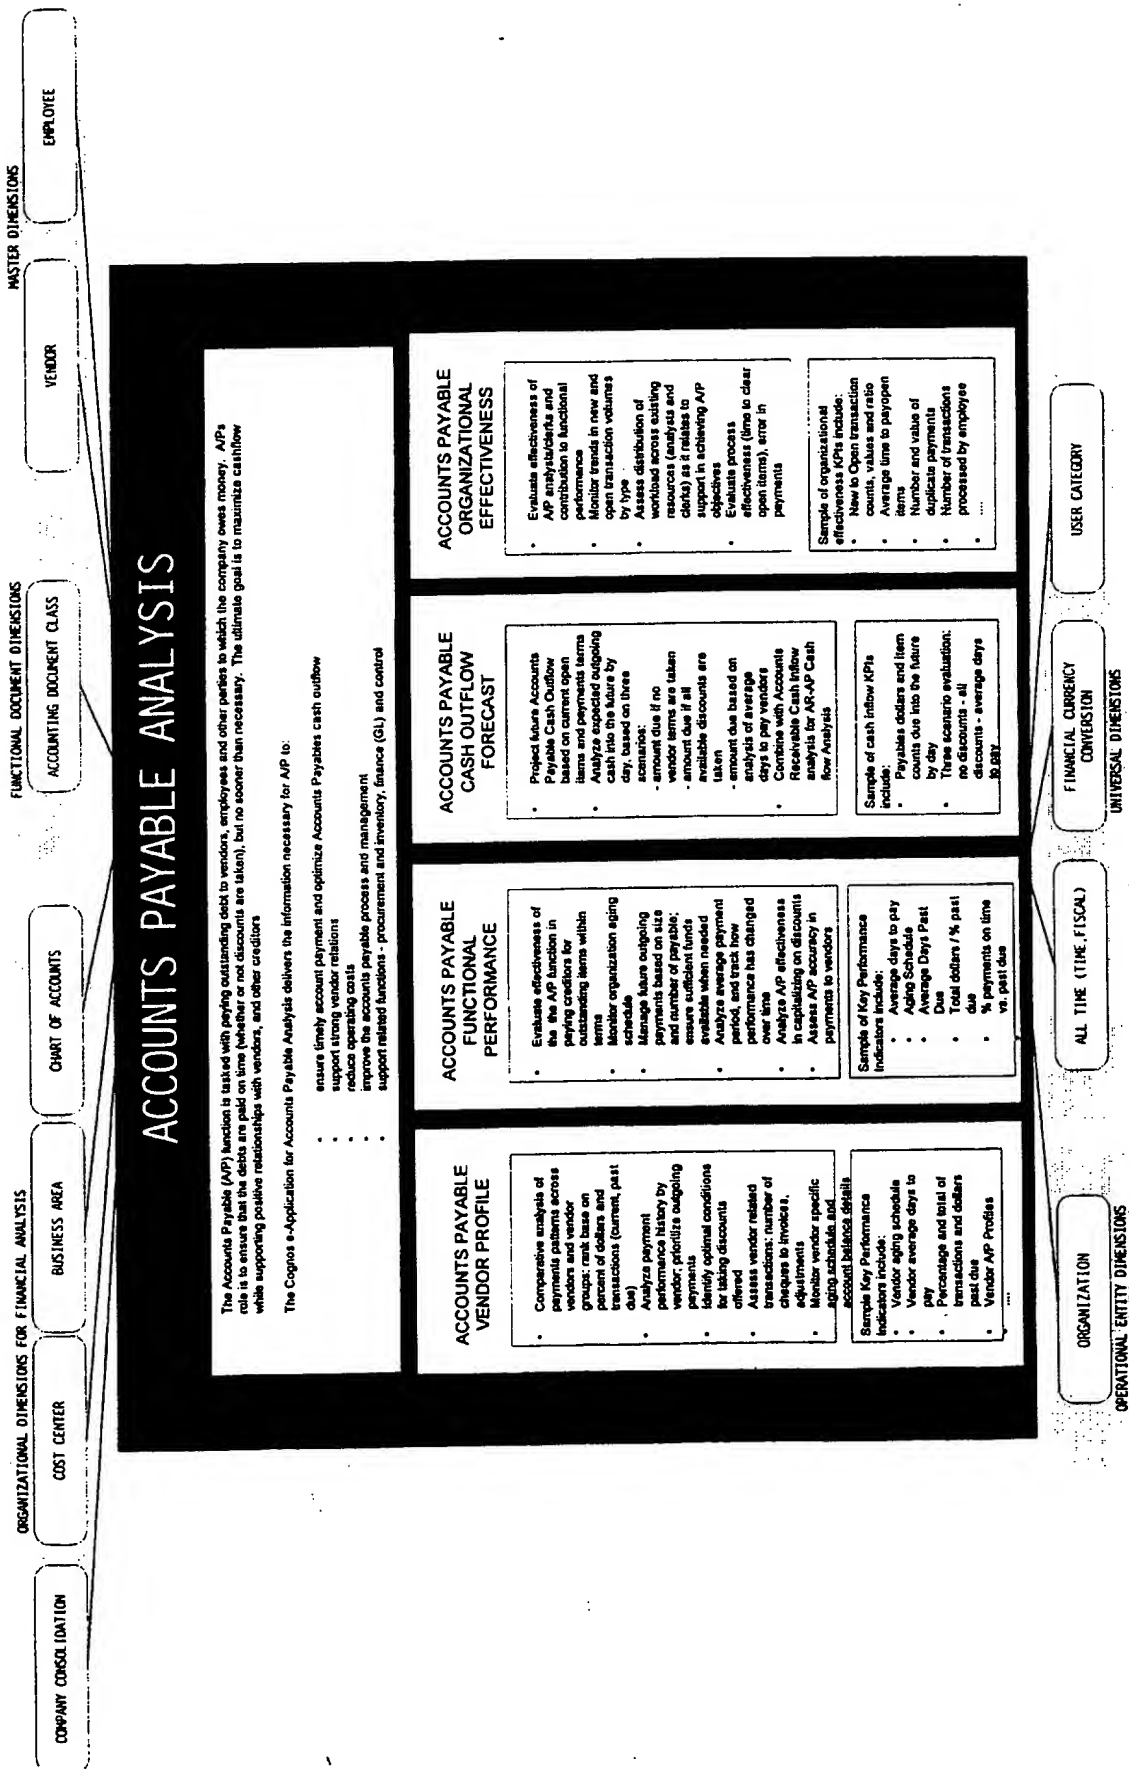 ORGANIZATIONAL DIMENSIONS FOR FINANCIAL ANALYSIS
FUNCTIONAL DOCUMENT DIMENSIONS
MASTER DIMENSIONS
COMPANY CONSOLIDATION
COST CENTER
BUSINESS AREA
CHART OF ACCOUNTS
ACCOUNTING DOCUMENT CLASS
VENDOR
EMPLOYEE
ACCOUNTS PAYABLE ANALYSIS
The Accounts Payable (A/P) function is tasked with paying outstanding debt to vendors, employees and other parties to which the company owes money. A/Ps
role is to ensure that the debts are paid on time (whether or not discounts are taken), but no sooner than necessary. The ultimate goal is to maximize cashflow
while supporting positive relationships with vendors, and other creditors
The Cognos e-Application for Accounts Payable Analysis delivers the information necessary for A/P to:
• ensure timely account payment and optimize Accounts Payables cash outflow
• support strong vendor relations
• reduce operating costs
• improve the accounts payable process and management
• support related functions - procurement and inventory, finance (GL) and control
ACCOUNTS PAYABLE
VENDOR PROFILE
• Comparative analysis of
payments patterns across
vendors and vendor
groups: rank base on
percent of dollars and
transactions (current, past
due)
• Analyze payment
performance history by
vendor; prioritize outgoing
payments
• Identify optimal conditions
for taking discounts
offered
• Assess vendor related
transactions: number of
cheques to invoices,
adjustments
• Monitor vendor specific
aging schedule and
account balance details
Sample Key Performance
Indicators include:
• Vendor aging schedule
• Vendor average days to
pay
• Percentage and total of
transactions and dollars
past due
• Vendor A/P Profiles
• ....
ACCOUNTS PAYABLE
FUNCTIONAL
PERFORMANCE
• Evaluate effectiveness of
the the A/P function in
paying creditors for
outstanding items within
terms
• Monitor organization aging
schedule
• Manage future outgoing
payments based on size
and number of payable;
ensure sufficient funds
available when needed
• Analyze average payment
period, and track how
performance has changed
over time
• Analyze A/P effectiveness
in capitalizing on discounts
• Assess A/P accuracy in
payments to vendors
Sample of Key Performance
Indicators Include:
• Average days to pay
• Aging Schedule
• Average Days Past
Due
• Total dollars / % past
due
• % payments on time
vs. past due
ACCOUNTS PAYABLE
CASH OUTFLOW
FORECAST
• Project future Accounts
Payable Cash Outflow
based on current open
items and payments terms
• Analyze expected outgoing
cash into the future by
day, based on three
scenarios:
- amount due if no
vendor terms are taken
- amount due if all
available discounts are
taken
- amount due based on
analysis of average
days to pay vendors
• Combine with Accounts
Receivable Cash Inflow
analysis for AR-AP Cash
flow Analysis
Sample of cash inflow KPIs
include:
• Payables dollars and item
counts due into the future
by day
• Three scenario evaluation:
no discounts - all
discounts - average days
to pay
ACCOUNTS PAYABLE
ORGANIZATIONAL
EFFECTIVENESS
• Evaluate effectiveness of
A/P analysts/clerks and
contribution to functional
performance
• Monitor trends in new and
open transaction volumes
by type
• Assess distribution of
workload across existing
resources (analysts and
clerks) as it relates to
support in achieving A/P
objectives
• Evaluate process
effectiveness (time to clear
open items), error in
payments
Sample of organizational
effectiveness KPIs include:
• New to Open transaction
counts, values and ratio
• Average time to payopen
items
• Number and value of
duplicate payments
• Number of transactions
processed by employee
• ....
ORGANIZATION
ALL TIME (TIME,FISCAL)
FINANCIAL CURRENCY
CONVERSION
USER CATEGORY
OPERATIONAL ENTITY DIMENSIONS
UNIVERSAL DIMENSIONS